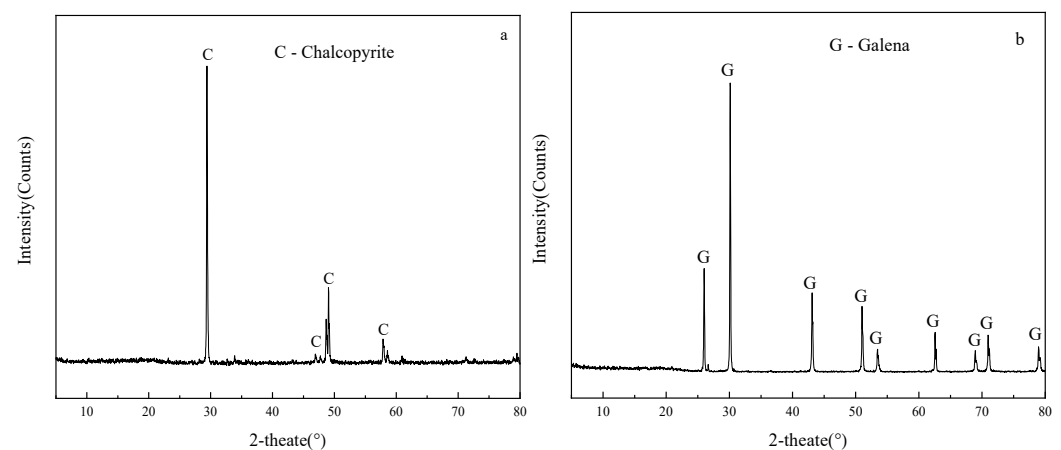 a
C
C - Chalcopyrite
C
C
C
Intensity(Counts)
10 20 30 40 50 60 70 80
2-theate(°)
b
G - Galena
G
G
G
G
G
G
G
G
G
Intensity(Counts)
10 20 30 40 50 60 70 80
2-theate(°)